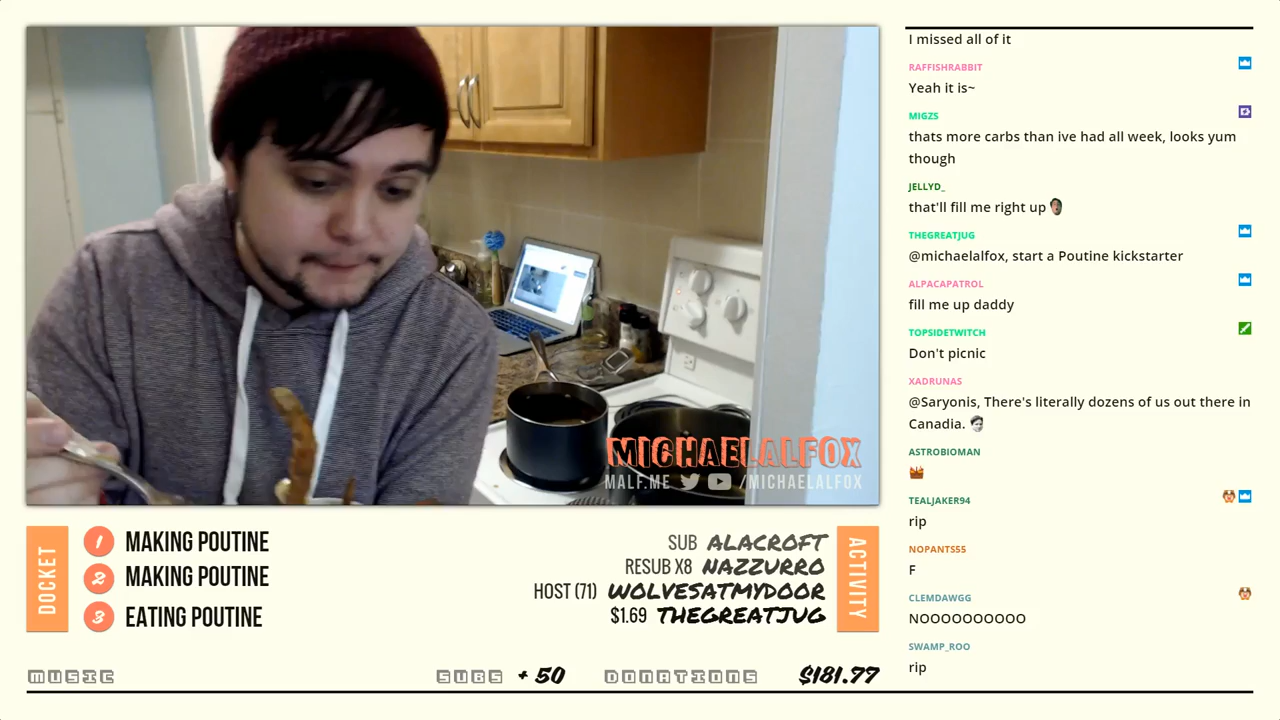 MICHAELALFOX
MALF.ME /MICHAELALFOX
DOCKET
1 MAKING POUTINE
2 MAKING POUTINE
3 EATING POUTINE
SUB ALACROFT
RESUB X8 NAZZURRO
HOST (71) WOLVESATMYDOOR
$1.69 THEGREATJUG
ACTIVITY
MUSIC
SUBS + 50
DONATIONS $181.77
I missed all of it
RAFFISHRABBIT
Yeah it is~
MIGZS
thats more carbs than ive had all week, looks yum
though
JELLYD_
that'll fill me right up
THEGREATJUG
@michaelalfox, start a Poutine kickstarter
ALPACAPATROL
fill me up daddy
TOPSIDETWITCH
Don't picnic
XADRUNAS
@Saryonis, There's literally dozens of us out there in
Canadia.
ASTROBIOMAN
TEALJAKER94
rip
NOPANTS55
F
CLEMDAWGG
NOOOOOOOOOO
SWAMP_ROO
rip